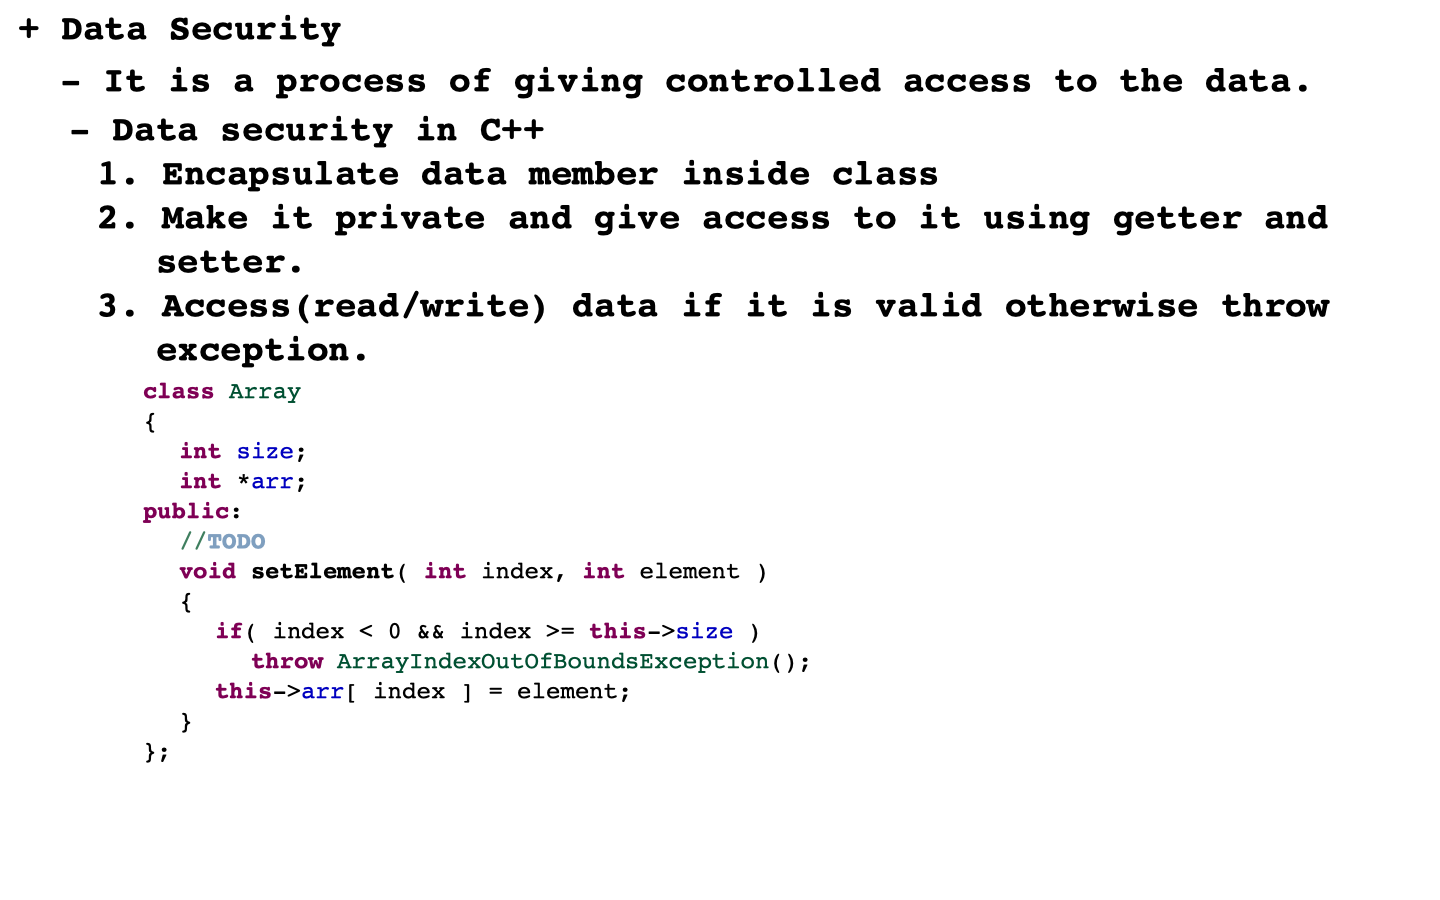 + Data Security
- It is a process of giving controlled access to the data.
- Data security in C++
1. Encapsulate data member inside class
2. Make it private and give access to it using getter and
setter.
3. Access(read/write) data if it is valid otherwise throw
exception.
class Array
{
int size;
int *arr;
public:
//TODO
void setElement( int index, int element )
{
if( index < 0 && index >= this->size )
throw ArrayIndexOutOfBoundsException();
this->arr[ index ] = element;
}
};